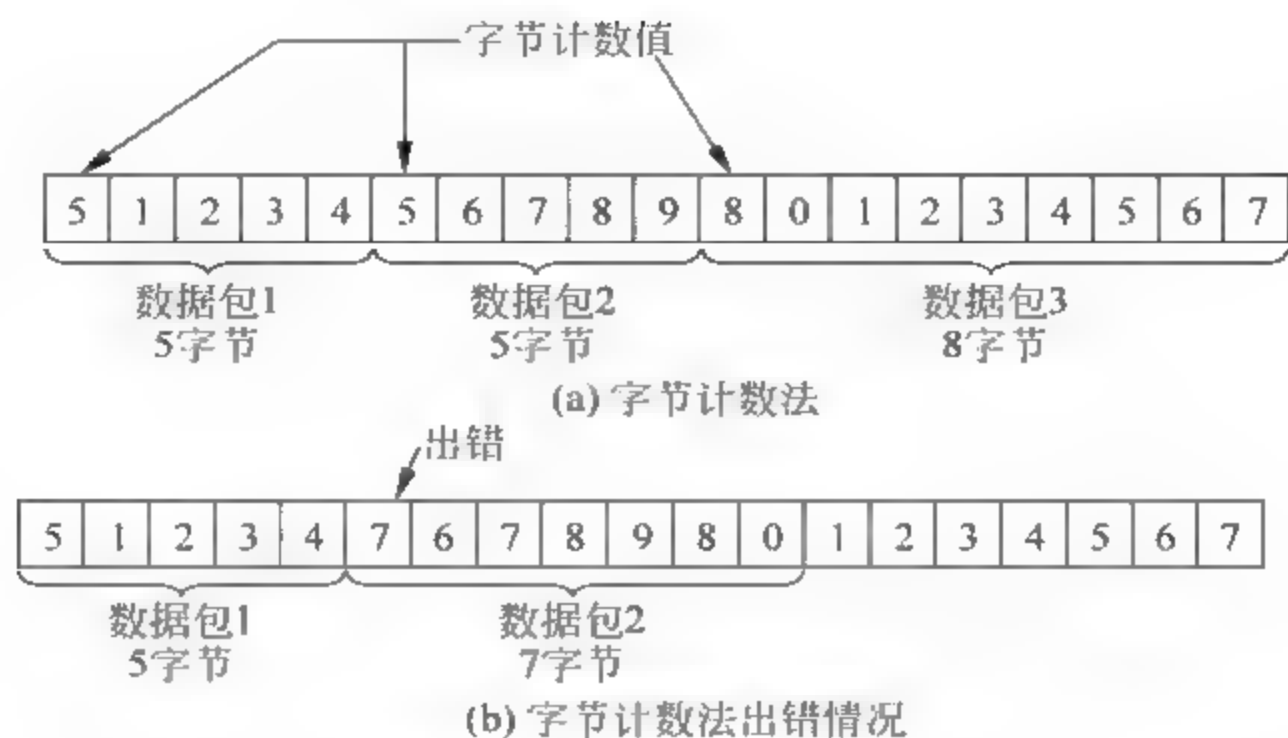 字节计数值
5 1 2 3 4 5 6 7 8 9 8 0 1 2 3 4 5 6 7
数据包1 数据包2 数据包3
5字节 5字节 8字节
(a) 字节计数法
出错
5 1 2 3 4 7 6 7 8 9 8 0 1 2 3 4 5 6 7
数据包1 数据包2
5字节 7字节
(b) 字节计数法出错情况